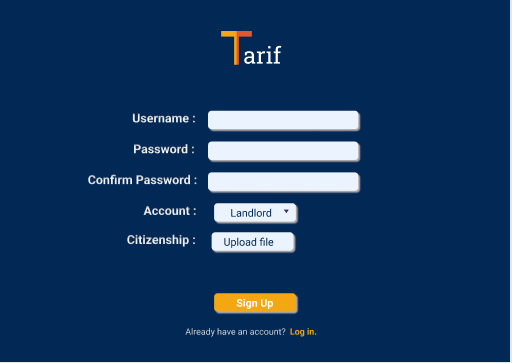 Tarif
Username :
Password :
Confirm Password :
Account : Landlord
Citizenship : Upload file
Sign Up
Already have an account? Log in.